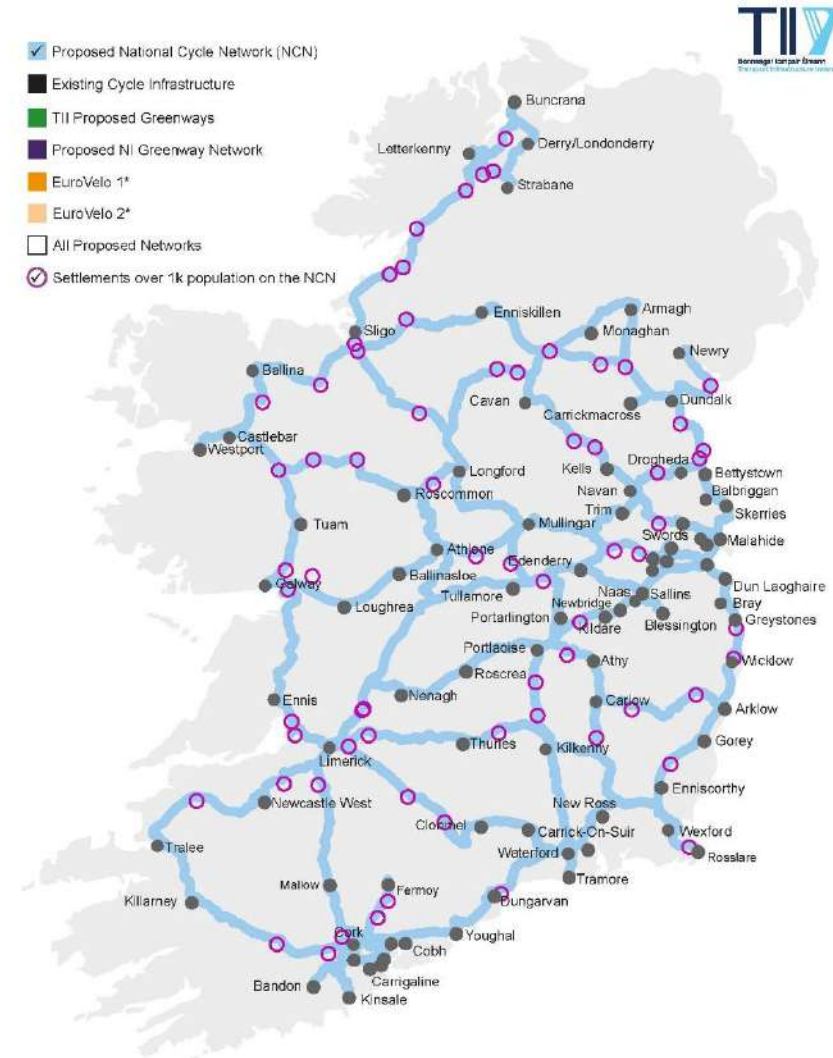 TII
Proposed National Cycle Network (NCN)
Existing Cycle Infrastructure
TII Proposed Greenways
Proposed NI Greenway Network
EuroVelo 1*
EuroVelo 2*
All Proposed Networks
Settlements over 1k population on the NCN
Buncrana
Letterkenny
Derry/Londonderry
Strabane
Enniskillen
Armagh
Sligo
Monaghan
Newry
Ballina
Cavan
Carrickmacross
Dundalk
Castlebar
Westport
Longford
Kells
Drogheda
Bettystown
Roscommon
Navan
Balbriggan
Trim
Skerries
Tuam
Mullingar
Swords
Malahide
Athlone
Edenderry
Galway
Ballinasloe
Tullamore
Naas
Sallins
Dun Laoghaire
Loughrea
Portarlington
Newbridge
Bray
Kildare
Blessington
Greystones
Portlaoise
Roscrea
Athy
Wicklow
Ennis
Nenagh
Carlow
Arklow
Thurles
Kilkenny
Gorey
Limerick
Newcastle West
New Ross
Enniscorthy
Clonmel
Carrick-On-Suir
Wexford
Tralee
Waterford
Rosslare
Mallow
Fermoy
Tramore
Killarney
Dungarvan
Cork
Youghal
Cobh
Carrigaline
Bandon
Kinsale